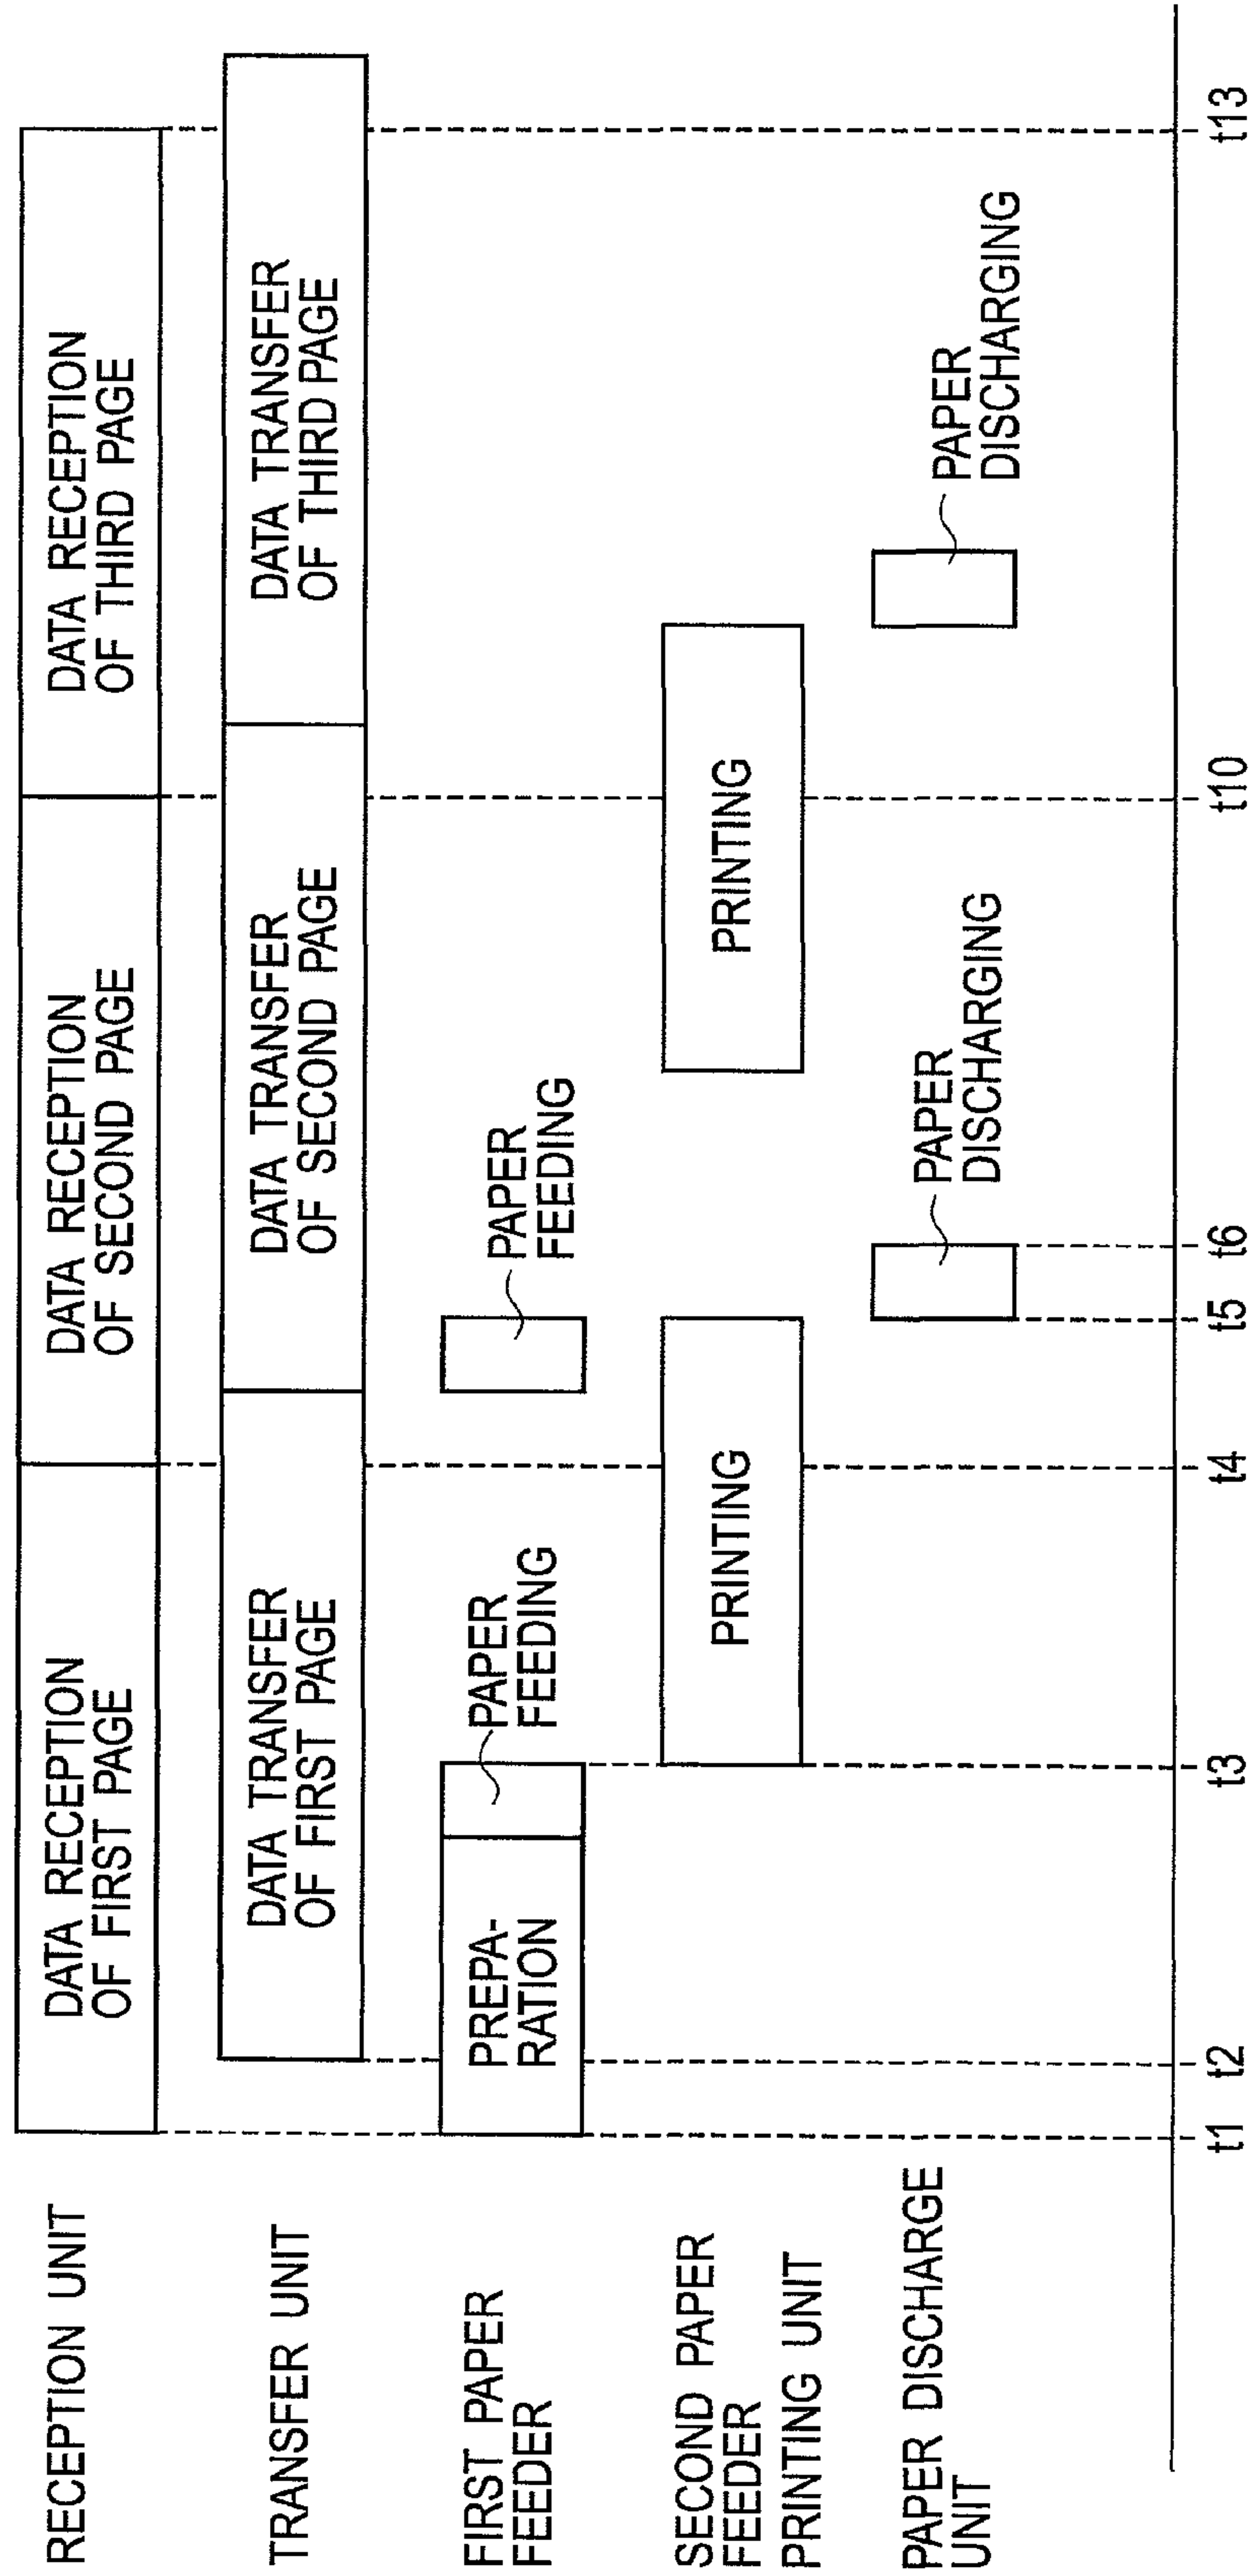 RECEPTION UNIT
DATA RECEPTION
OF FIRST PAGE
DATA RECEPTION
OF SECOND PAGE
DATA RECEPTION
OF THIRD PAGE
TRANSFER UNIT
DATA TRANSFER
OF FIRST PAGE
DATA TRANSFER
OF SECOND PAGE
DATA TRANSFER
OF THIRD PAGE
FIRST PAPER
FEEDER
PREPA-
RATION
PAPER
FEEDING
PAPER
FEEDING
SECOND PAPER
FEEDER
PRINTING UNIT
PRINTING
PRINTING
PAPER DISCHARGE
UNIT
PAPER
DISCHARGING
PAPER
DISCHARGING
t1 t2 t3 t4 t5 t6 t10 t13